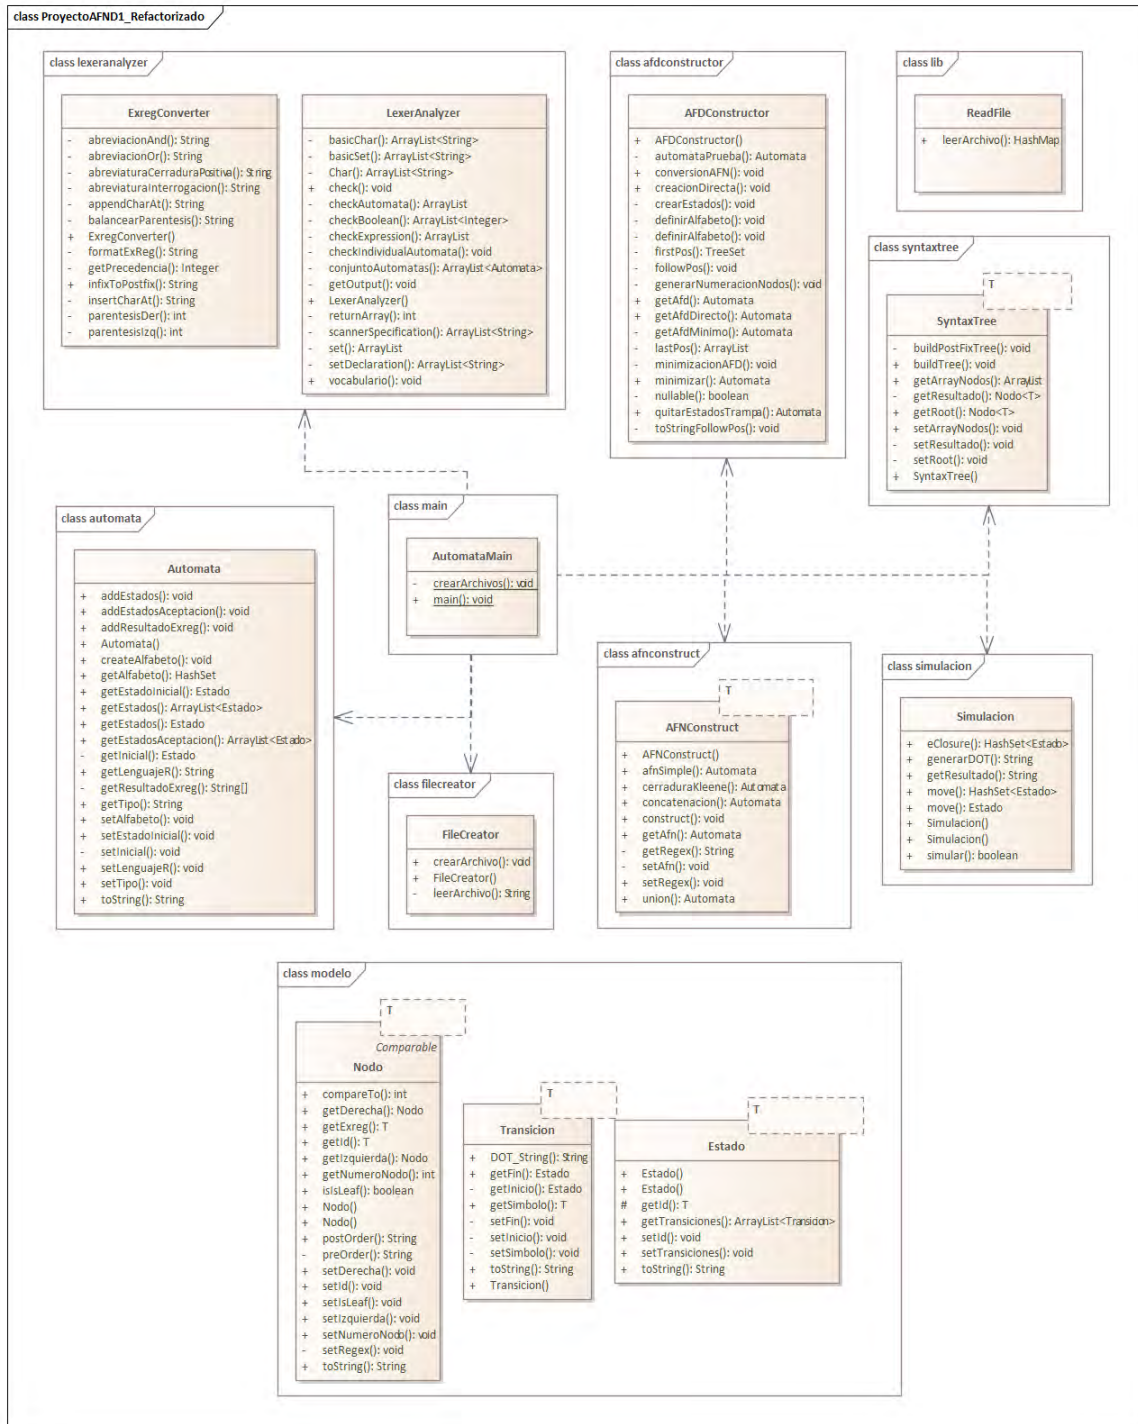 class ProyectoAFND1_Refactorizado
class lexeranalyzer
ExregConverter
- abreviacionAnd(): String
- abreviacionOr(): String
- abreviaturaCerraduraPositiva(): String
- abreviaturaInterrogacion(): String
- appendCharAt(): String
- balancearParentesis(): String
+ ExregConverter()
- formatExReg(): String
- getPrecedencia(): Integer
+ infixToPostfix(): String
- insertCharAt(): String
- parentesisDer(): int
- parentesisIzq(): int
LexerAnalyzer
- basicChar(): ArrayList<String>
- basicSet(): ArrayList<String>
- Char(): ArrayList<String>
+ check(): void
- checkAutomata(): ArrayList
- checkBoolean(): ArrayList<Integer>
- checkExpression(): ArrayList
- checkIndividualAutomata(): void
- conjuntoAutomatas(): ArrayList<Automata>
- getOutput(): void
+ LexerAnalyzer()
- returnArray(): int
- scannerSpecification(): ArrayList<String>
- set(): ArrayList
- setDeclaration(): ArrayList<String>
+ vocabulario(): void
class afdconstructor
AFDConstructor
+ AFDConstructor()
- automataPrueba(): Automata
+ conversionAFN(): void
+ creacionDirecta(): void
- crearEstados(): void
- definirAlfabeto(): void
- definirAlfabeto(): void
- firstPos(): TreeSet
- followPos(): void
- generarNumeracionNodos(): void
+ getAfd(): Automata
+ getAfdDirecto(): Automata
- getAfdMinimo(): Automata
- lastPos(): ArrayList
- minimizacionAFD(): void
+ minimizar(): Automata
- nullable(): boolean
+ quitarEstadosTrampa(): Automata
- toStringFollowPos(): void
class lib
ReadFile
+ leerArchivo(): HashMap
class syntaxtree
T
SyntaxTree
- buildPostFixTree(): void
+ buildTree(): void
+ getArrayNodos(): ArrayList
- getResultado(): Nodo<T>
+ getRoot(): Nodo<T>
+ setArrayNodos(): void
- setResultado(): void
- setRoot(): void
+ SyntaxTree()
class automata
Automata
+ addEstados(): void
+ addEstadosAceptacion(): void
+ addResultadoExreg(): void
+ Automata()
+ createAlfabeto(): void
+ getAlfabeto(): HashSet
+ getEstadoInicial(): Estado
+ getEstados(): ArrayList<Estado>
+ getEstados(): Estado
+ getEstadosAceptacion(): ArrayList<Estado>
- getInicial(): Estado
+ getLenguajeR(): String
- getResultadoExreg(): String[]
+ getTipo(): String
+ setAlfabeto(): void
+ setEstadoInicial(): void
- setInicial(): void
+ setLenguajeR(): void
+ setTipo(): void
+ toString(): String
class main
AutomataMain
- crearArchivos(): void
+ main(): void
class filecreator
FileCreator
+ crearArchivo(): void
+ FileCreator()
- leerArchivo(): String
class afnconstruct
T
AFNConstruct
+ AFNConstruct()
+ afnSimple(): Automata
+ cerraduraKleene(): Automata
+ concatenacion(): Automata
+ construct(): void
+ getAfn(): Automata
- getRegex(): String
- setAfn(): void
+ setRegex(): void
+ union(): Automata
class simulacion
Simulacion
+ eClosure(): HashSet<Estado>
+ generarDOT(): String
+ getResultado(): String
+ move(): HashSet<Estado>
+ move(): Estado
+ Simulacion()
+ Simulacion()
+ simular(): boolean
class modelo
T
Comparable
Nodo
+ compareTo(): int
+ getDerecha(): Nodo
+ getExreg(): T
+ getId(): T
+ getIzquierda(): Nodo
+ getNumeroNodo(): int
+ isIsLeaf(): boolean
+ Nodo()
+ Nodo()
+ postOrder(): String
- preOrder(): String
+ setDerecha(): void
+ setId(): void
+ setIsLeaf(): void
+ setIzquierda(): void
+ setNumeroNodo(): void
- setRegex(): void
+ toString(): String
T
Transicion
+ DOT_String(): String
+ getFin(): Estado
- getInicio(): Estado
+ getSimbolo(): T
- setFin(): void
- setInicio(): void
- setSimbolo(): void
+ toString(): String
+ Transicion()
T
Estado
+ Estado()
+ Estado()
# getId(): T
+ getTransiciones(): ArrayList<Transicion>
+ setId(): void
+ setTransiciones(): void
+ toString(): String